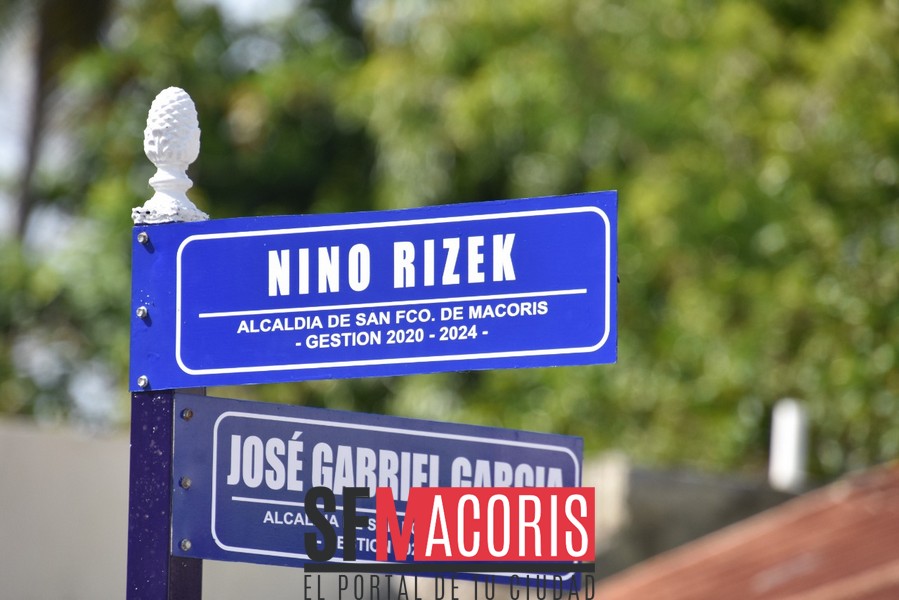 NINO RIZEK
ALCALDIA DE SAN FCO. DE MACORIS
- GESTION 2020 - 2024 -
JOSÉ GABRIEL GARCIA
SFMACORIS
EL PORTAL DE TU CIUDAD